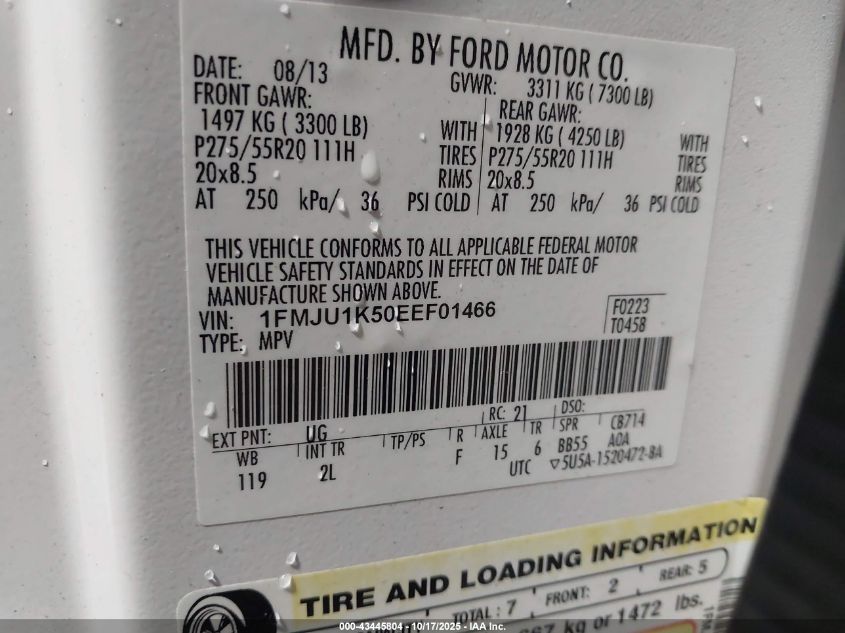 MFD. BY FORD MOTOR CO.
DATE: 08/13 GVWR: 3311 KG ( 7300 LB)
FRONT GAWR: REAR GAWR:
1497 KG ( 3300 LB) WITH 1928 KG ( 4250 LB) WITH
P275/55R20 111H TIRES P275/55R20 111H TIRES
20x8.5 RIMS 20x8.5 RIMS
AT 250 kPa/ 36 PSI COLD AT 250 kPa/ 36 PSI COLD
THIS VEHICLE CONFORMS TO ALL APPLICABLE FEDERAL MOTOR
VEHICLE SAFETY STANDARDS IN EFFECT ON THE DATE OF
MANUFACTURE SHOWN ABOVE.
VIN: 1FMJU1K50EEF01466 F0223
TYPE: MPV T0458
RC: 21 DSO:
EXT PNT: UG CB714
WB INT TR TP/PS R AXLE TR SPR AOA
119 2L F 15 6 BB55
UTC ▽5U5A-1520472-BA
TIRE AND LOADING INFORMATION
TOTAL : 7 FRONT: 2 REAR: 5
kg or 1472 lbs.
000-43445804 - 10/17/2025 - IAA Inc.